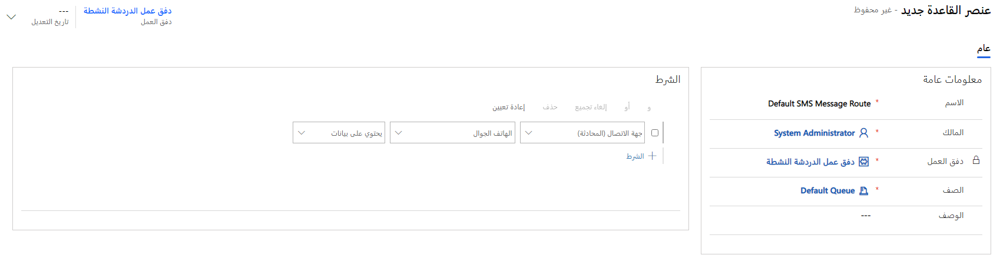 عنصر القاعدة جديد - غير محفوظ
دفق عمل الدردشة النشطة
دفق العمل
---
تاريخ التعديل
عام
معلومات عامة
الاسم * Default SMS Message Route
المالك * System Administrator
دفق العمل * دفق عمل الدردشة النشطة
الصف * Default Queue
الوصف ---
الشرط
و أو إلغاء تجميع حذف إعادة تعيين
جهة الاتصال (المحادثة) الهاتف الجوال يحتوي على بيانات
الشرط